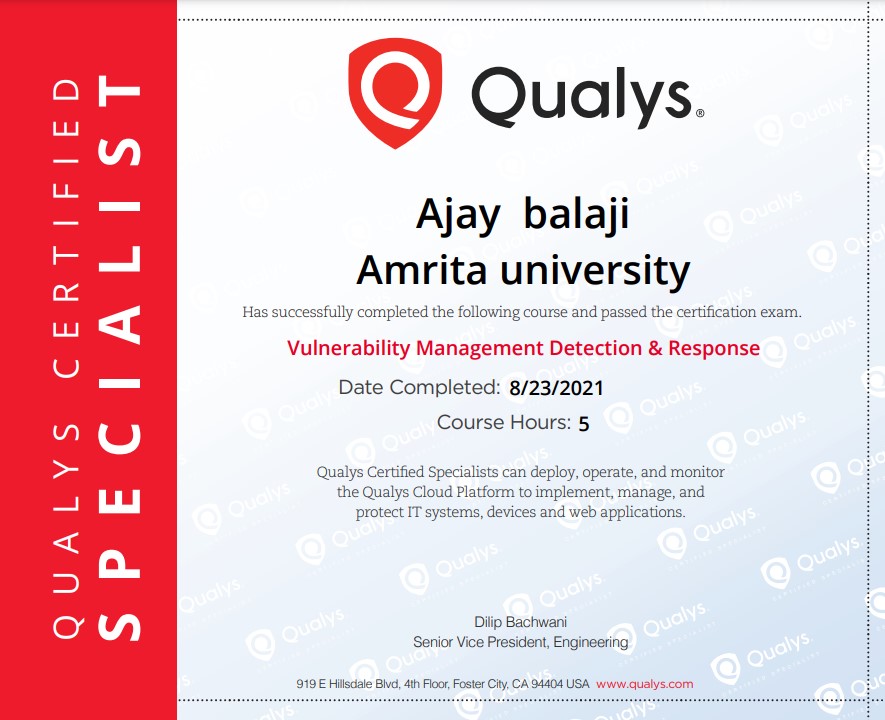 QUALYS CERTIFIED
SPECIALIST
Qualys®
Ajay balaji
Amrita university
Has successfully completed the following course and passed the certification exam.
Vulnerability Management Detection & Response
Date Completed: 8/23/2021
Course Hours: 5
Qualys Certified Specialists can deploy, operate, and monitor
the Qualys Cloud Platform to implement, manage, and
protect IT systems, devices and web applications.
Dilip Bachwani
Senior Vice President, Engineering
919 E Hillsdale Blvd, 4th Floor, Foster City, CA 94404 USA www.qualys.com